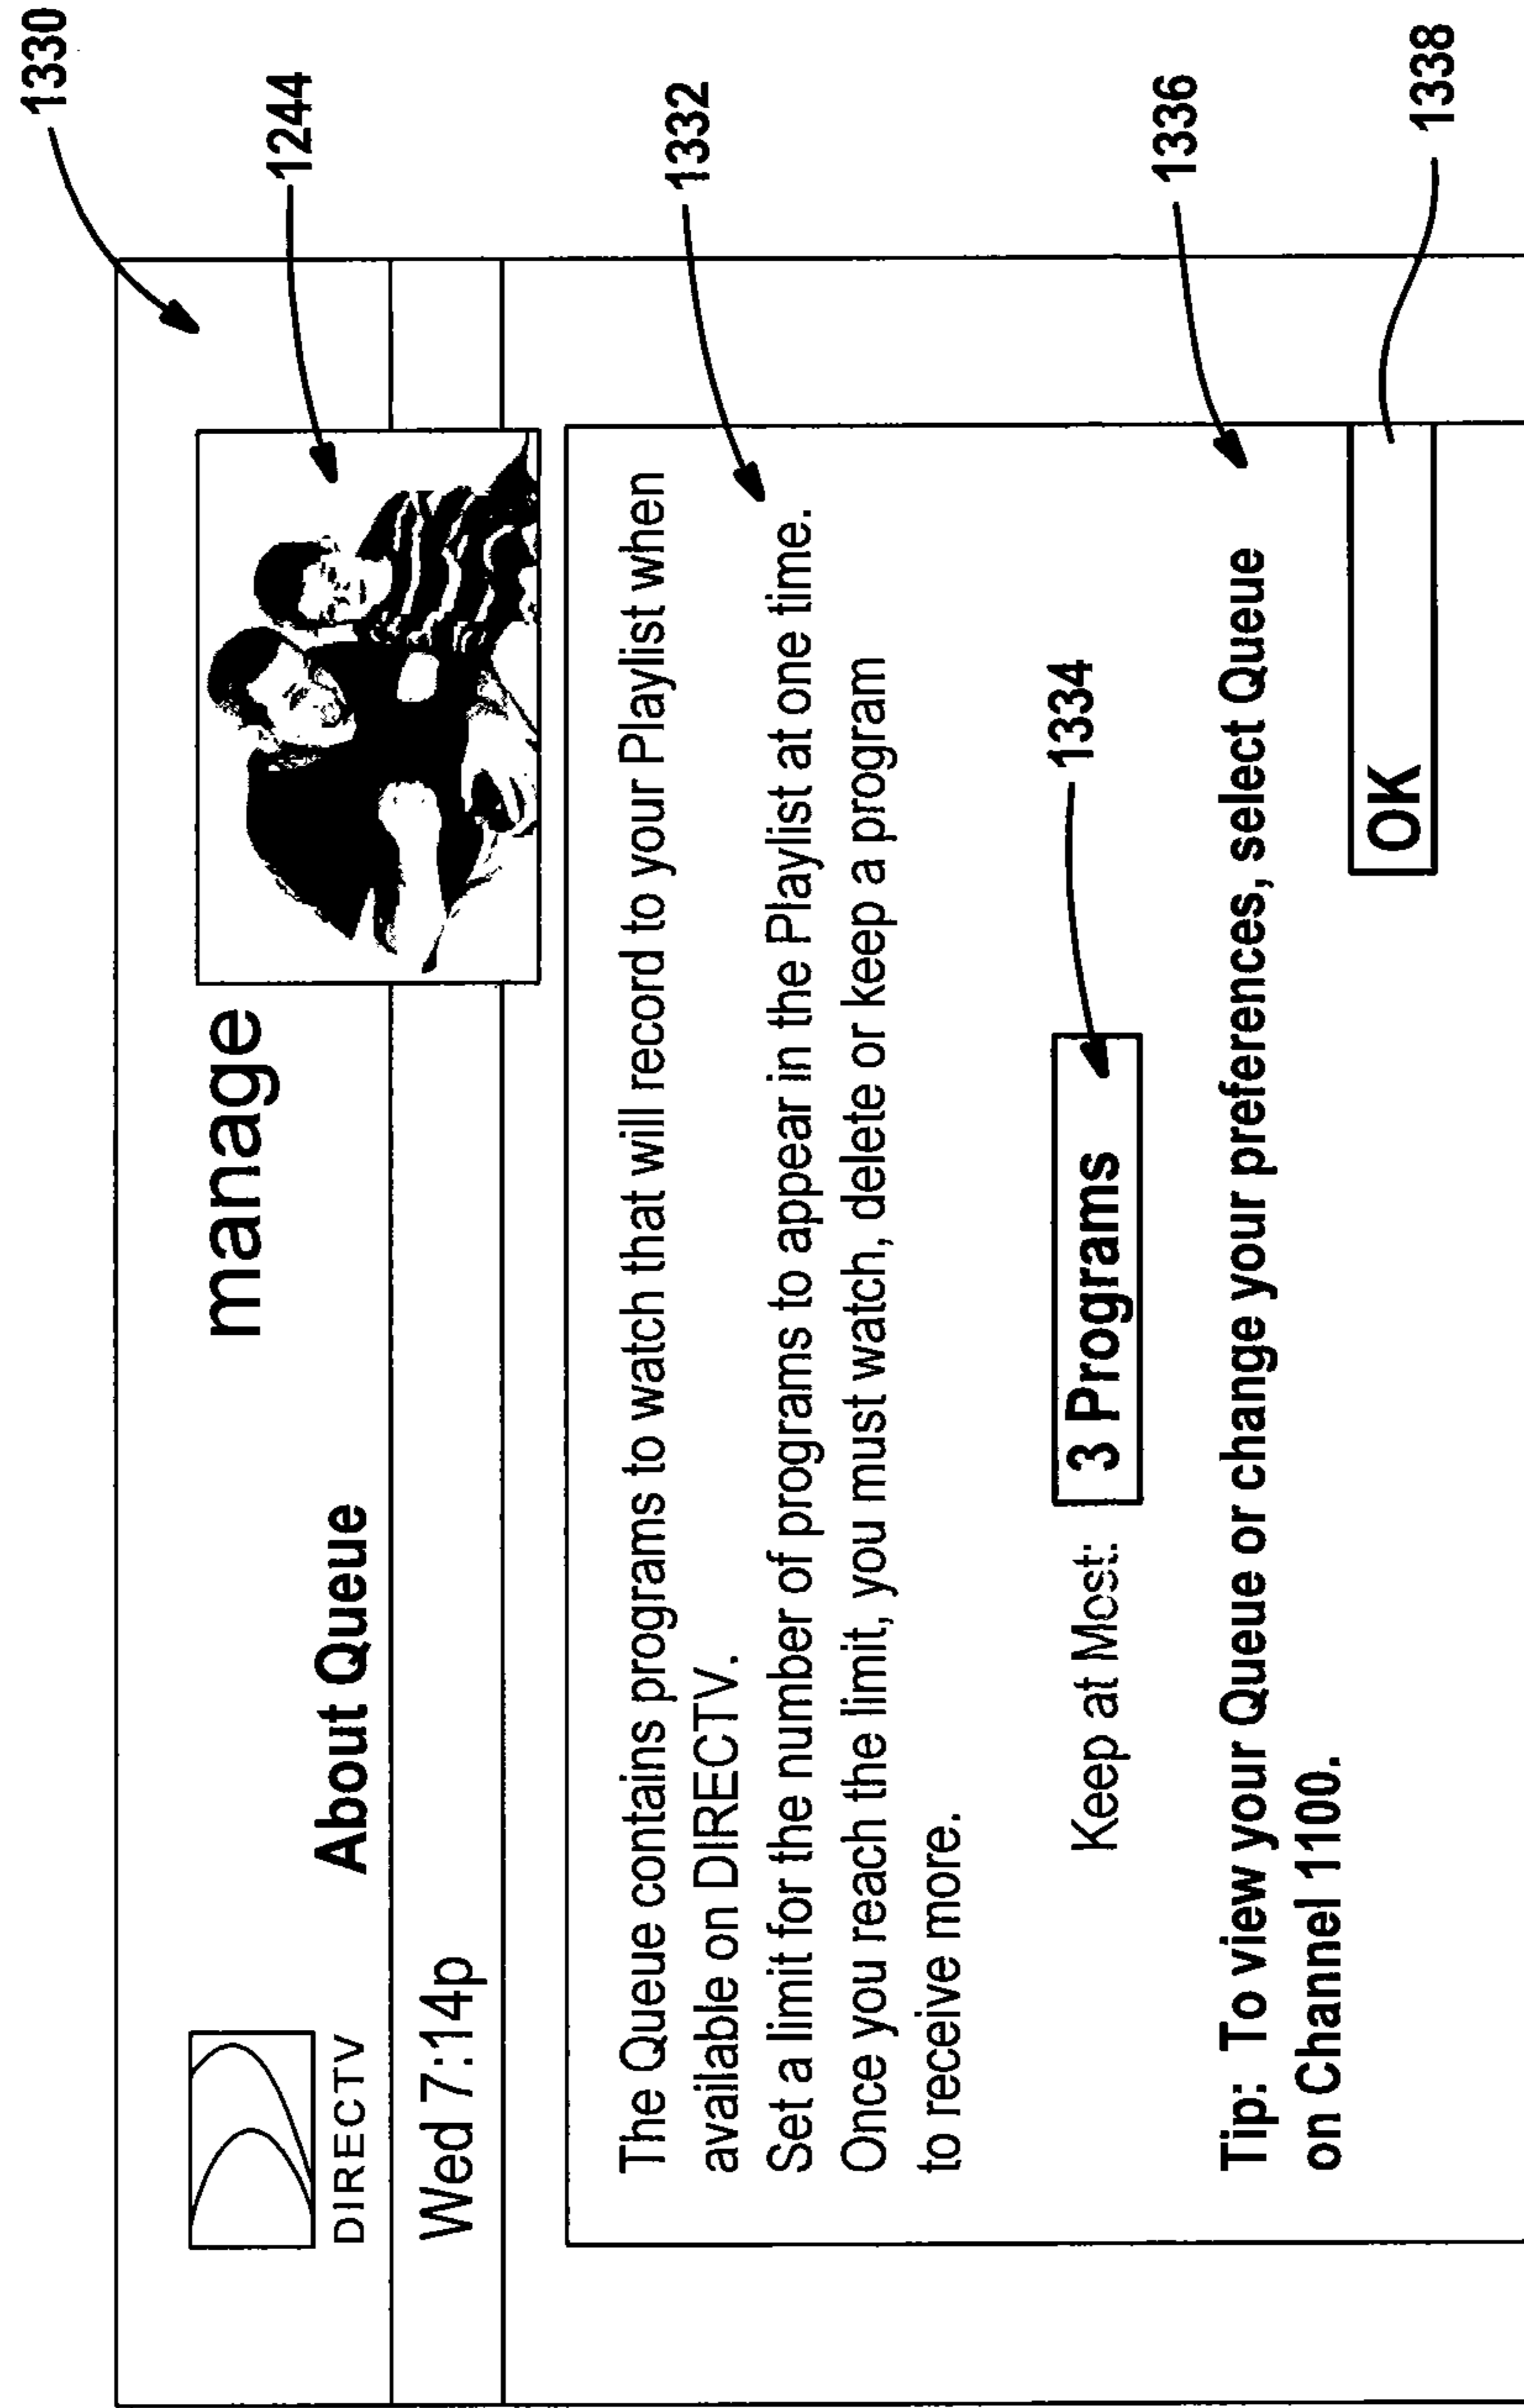 1330
manage
1244
About Queue
DIRECTV
Wed 7:14p
The Queue contains programs to watch that will record to your Playlist when
available on DIRECTV.
1332
Set a limit for the number of programs to appear in the Playlist at one time.
Once you reach the limit, you must watch, delete or keep a program
to receive more.
1334
Keep at Most: 3 Programs
1336
Tip: To view your Queue or change your preferences, select Queue
on Channel 1100.
OK
1338